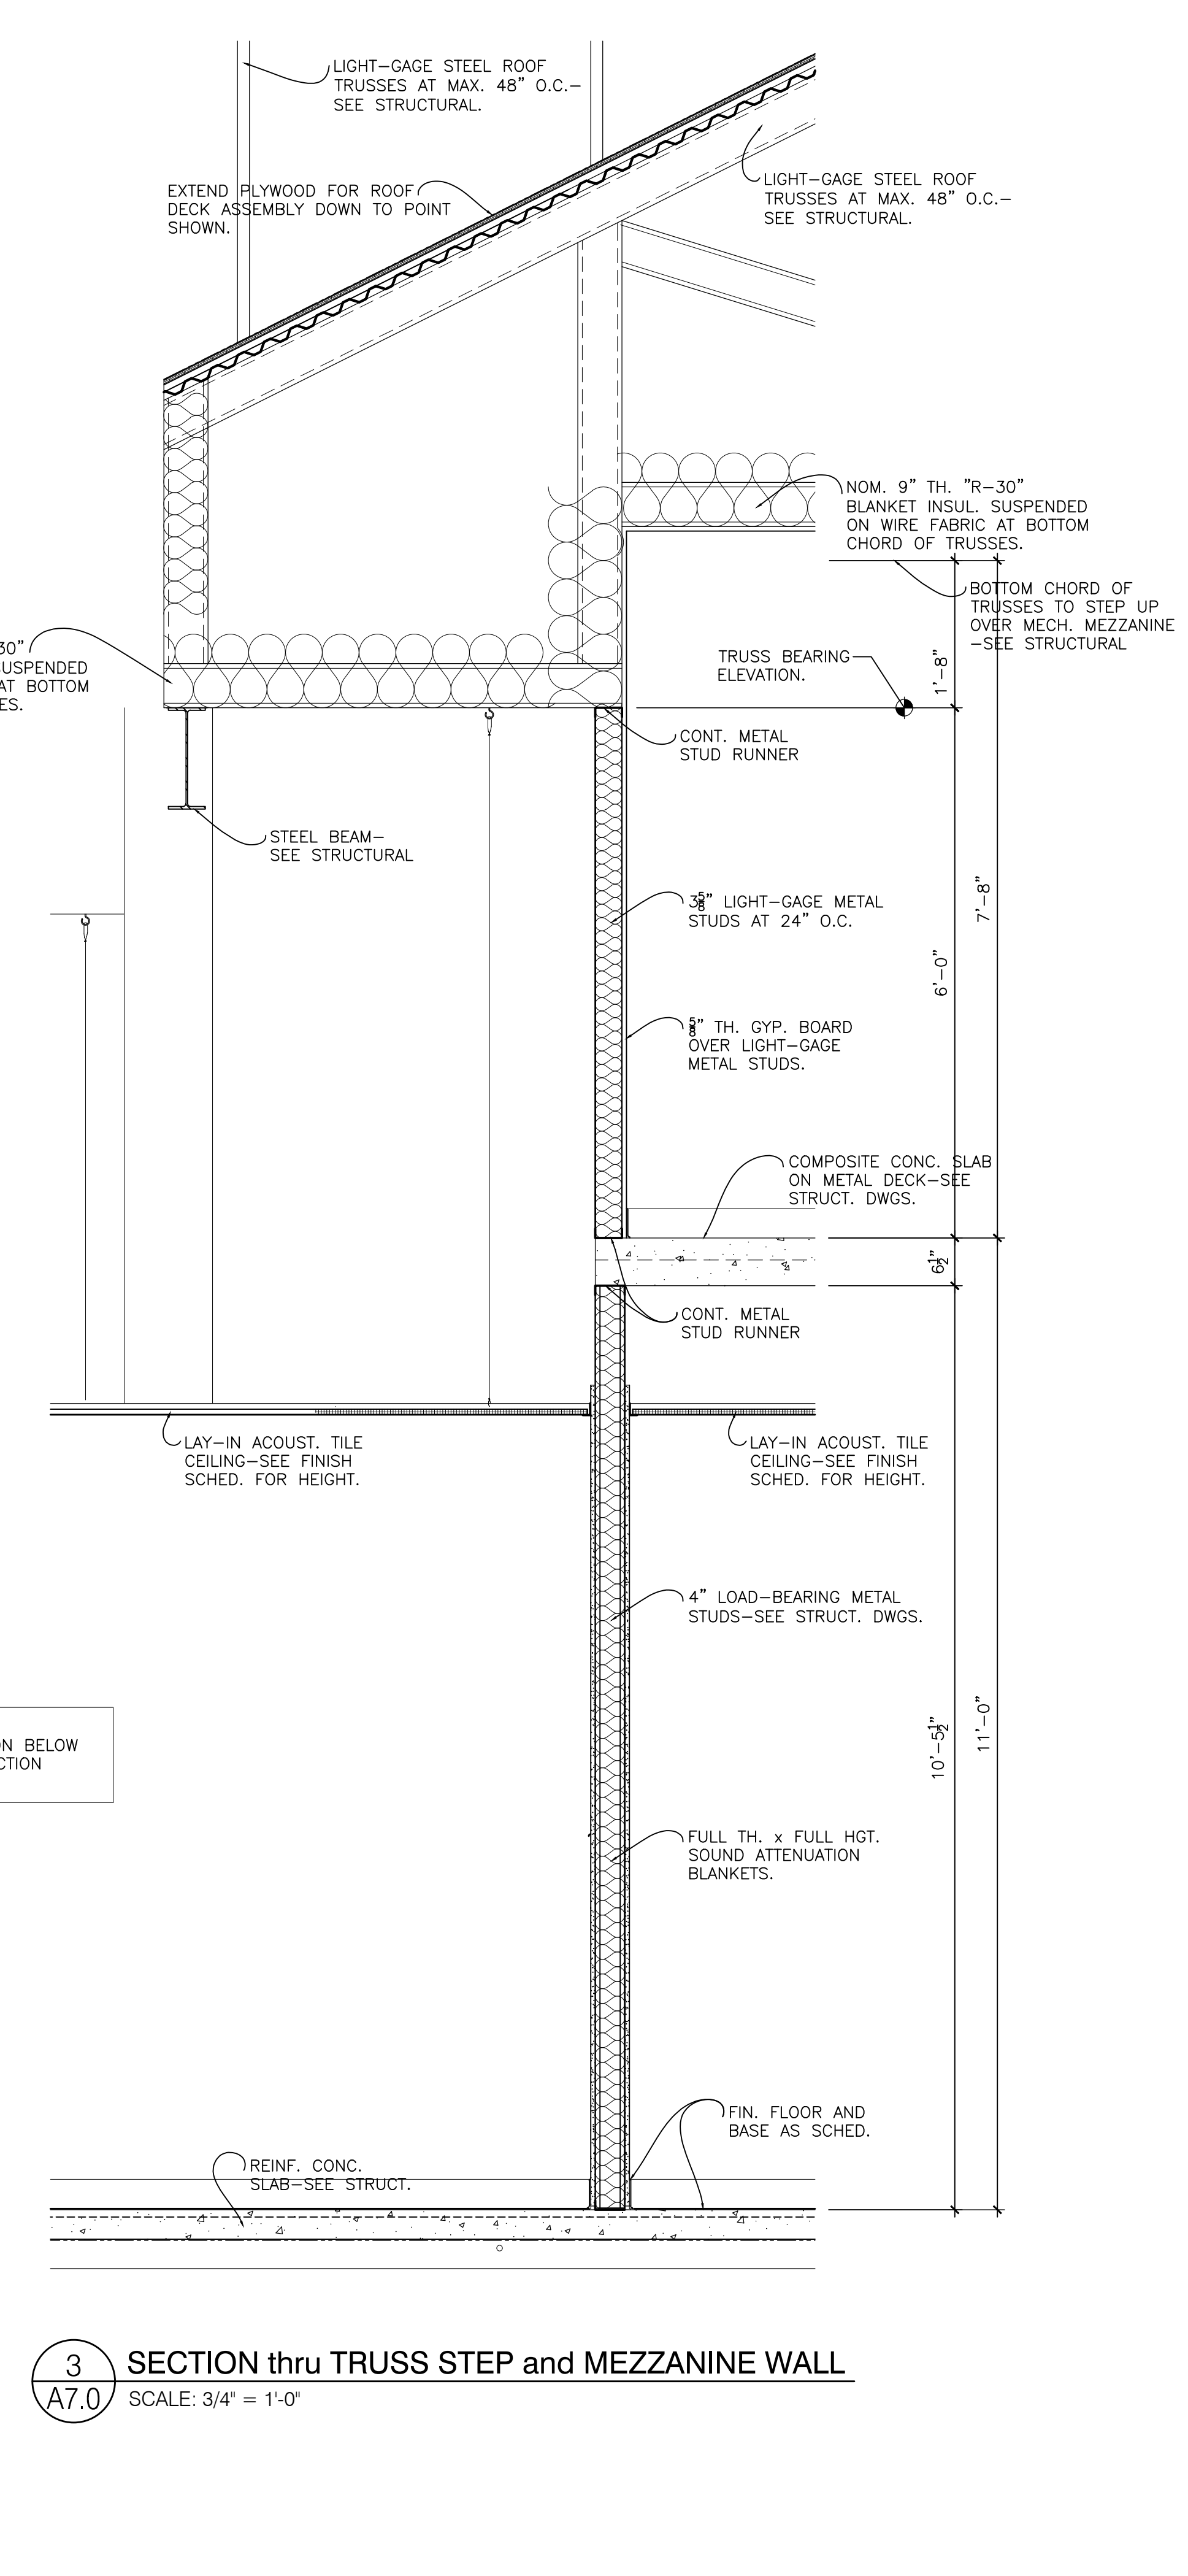 LIGHT-GAGE STEEL ROOF
TRUSSES AT MAX. 48" O.C.-
SEE STRUCTURAL.
EXTEND PLYWOOD FOR ROOF
DECK ASSEMBLY DOWN TO POINT
SHOWN.
LIGHT-GAGE STEEL ROOF
TRUSSES AT MAX. 48" O.C.-
SEE STRUCTURAL.
NOM. 9" TH. "R-30"
BLANKET INSUL. SUSPENDED
ON WIRE FABRIC AT BOTTOM
CHORD OF TRUSSES.
BOTTOM CHORD OF
TRUSSES TO STEP UP
OVER MECH. MEZZANINE
-SEE STRUCTURAL
30"
SUSPENDED
AT BOTTOM
ES.
TRUSS BEARING
ELEVATION.
1'-8"
CONT. METAL
STUD RUNNER
STEEL BEAM-
SEE STRUCTURAL
3 5/8" LIGHT-GAGE METAL
STUDS AT 24" O.C.
7'-8"
6'-0"
5/8" TH. GYP. BOARD
OVER LIGHT-GAGE
METAL STUDS.
COMPOSITE CONC. SLAB
ON METAL DECK-SEE
STRUCT. DWGS.
6 1/2"
CONT. METAL
STUD RUNNER
LAY-IN ACOUST. TILE
CEILING-SEE FINISH
SCHED. FOR HEIGHT.
LAY-IN ACOUST. TILE
CEILING-SEE FINISH
SCHED. FOR HEIGHT.
4" LOAD-BEARING METAL
STUDS-SEE STRUCT. DWGS.
10'-5 1/2"
11'-0"
ON BELOW
CTION
FULL TH. x FULL HGT.
SOUND ATTENUATION
BLANKETS.
FIN. FLOOR AND
BASE AS SCHED.
REINF. CONC.
SLAB-SEE STRUCT.
3
A7.0
SECTION thru TRUSS STEP and MEZZANINE WALL
SCALE: 3/4" = 1'-0"